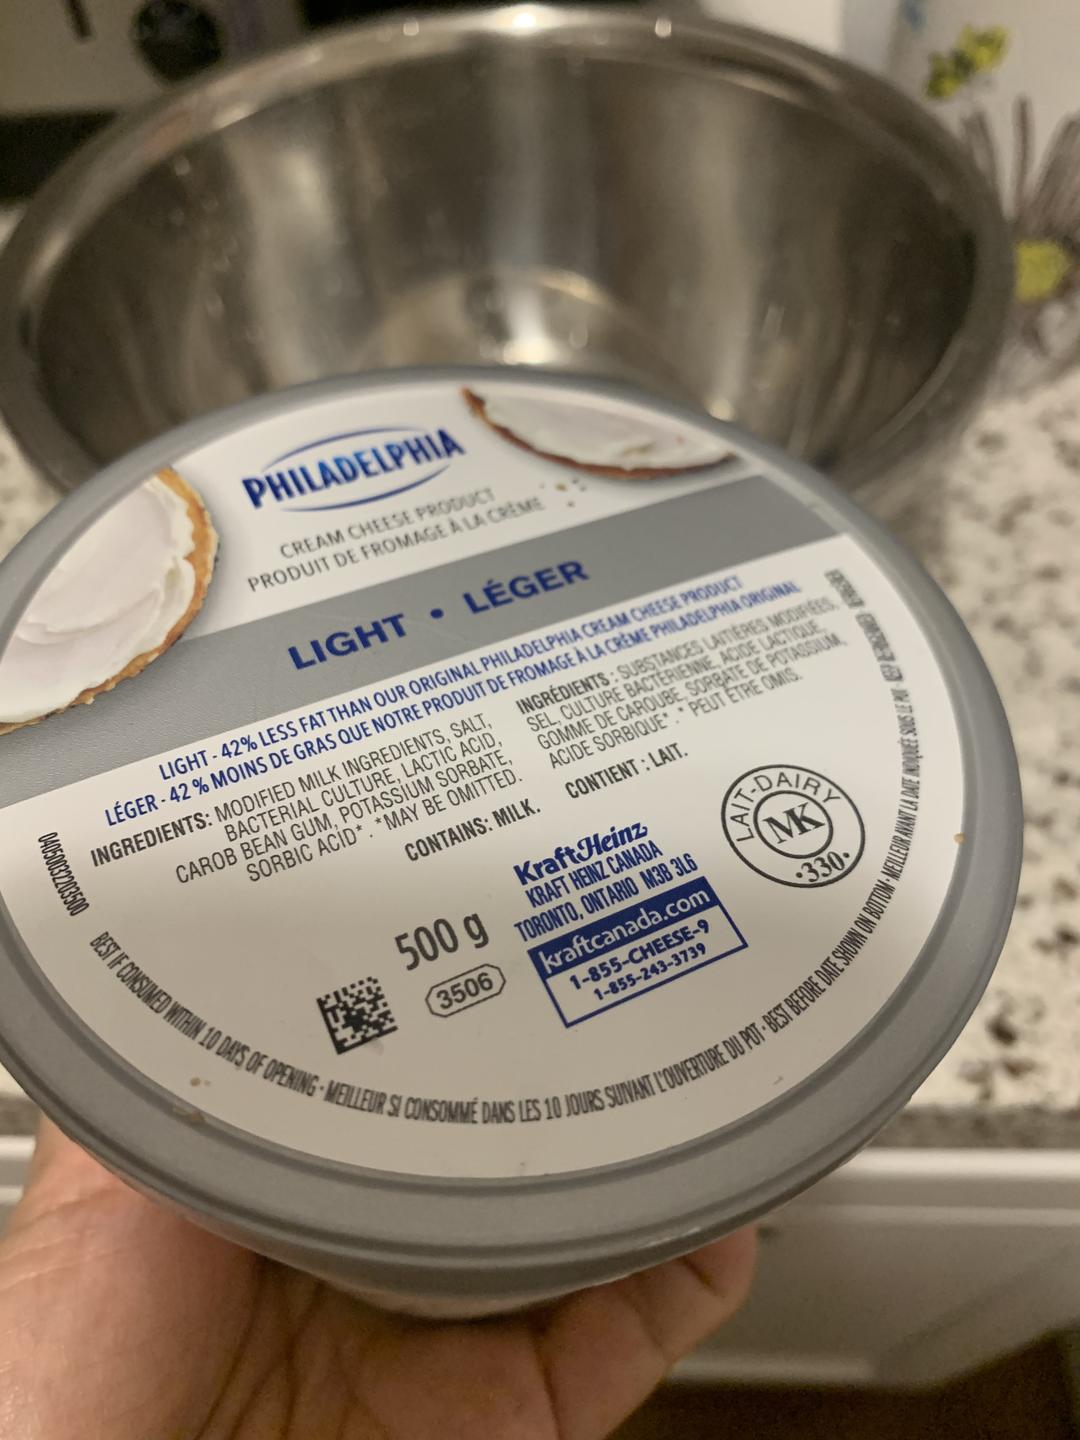 PHILADELPHIA
CREAM CHEESE PRODUCT
PRODUIT DE FROMAGE À LA CRÈME
LIGHT • LÉGER
LIGHT - 42% LESS FAT THAN OUR ORIGINAL PHILADELPHIA CREAM CHEESE PRODUCT
LÉGER - 42 % MOINS DE GRAS QUE NOTRE PRODUIT DE FROMAGE À LA CRÈME PHILADELPHIA ORIGINAL
INGREDIENTS: MODIFIED MILK INGREDIENTS, SALT,
BACTERIAL CULTURE, LACTIC ACID,
CAROB BEAN GUM, POTASSIUM SORBATE,
SORBIC ACID* . *MAY BE OMITTED.
CONTAINS: MILK.
INGRÉDIENTS : SUBSTANCES LAITIÈRES MODIFIÉES,
SEL, CULTURE BACTÉRIENNE, ACIDE LACTIQUE,
GOMME DE CAROUBE, SORBATE DE POTASSIUM,
ACIDE SORBIQUE* . * PEUT ÊTRE OMIS.
CONTIENT : LAIT.
KraftHeinz
KRAFT HEINZ CANADA
TORONTO, ONTARIO M3B 3L6
kraftcanada.com
1-855-CHEESE-9
1-855-243-3739
LAIT-DAIRY
MK
•330•
500 g
3506
BEST IF CONSUMED WITHIN 10 DAYS OF OPENING • MEILLEUR SI CONSOMMÉ DANS LES 10 JOURS SUIVANT L'OUVERTURE DU POT • BEST BEFORE DATE SHOWN ON BOTTOM • MEILLEUR AVANT LA DATE INDIQUÉE SOUS LE POT • KEEP REFRIGERATED